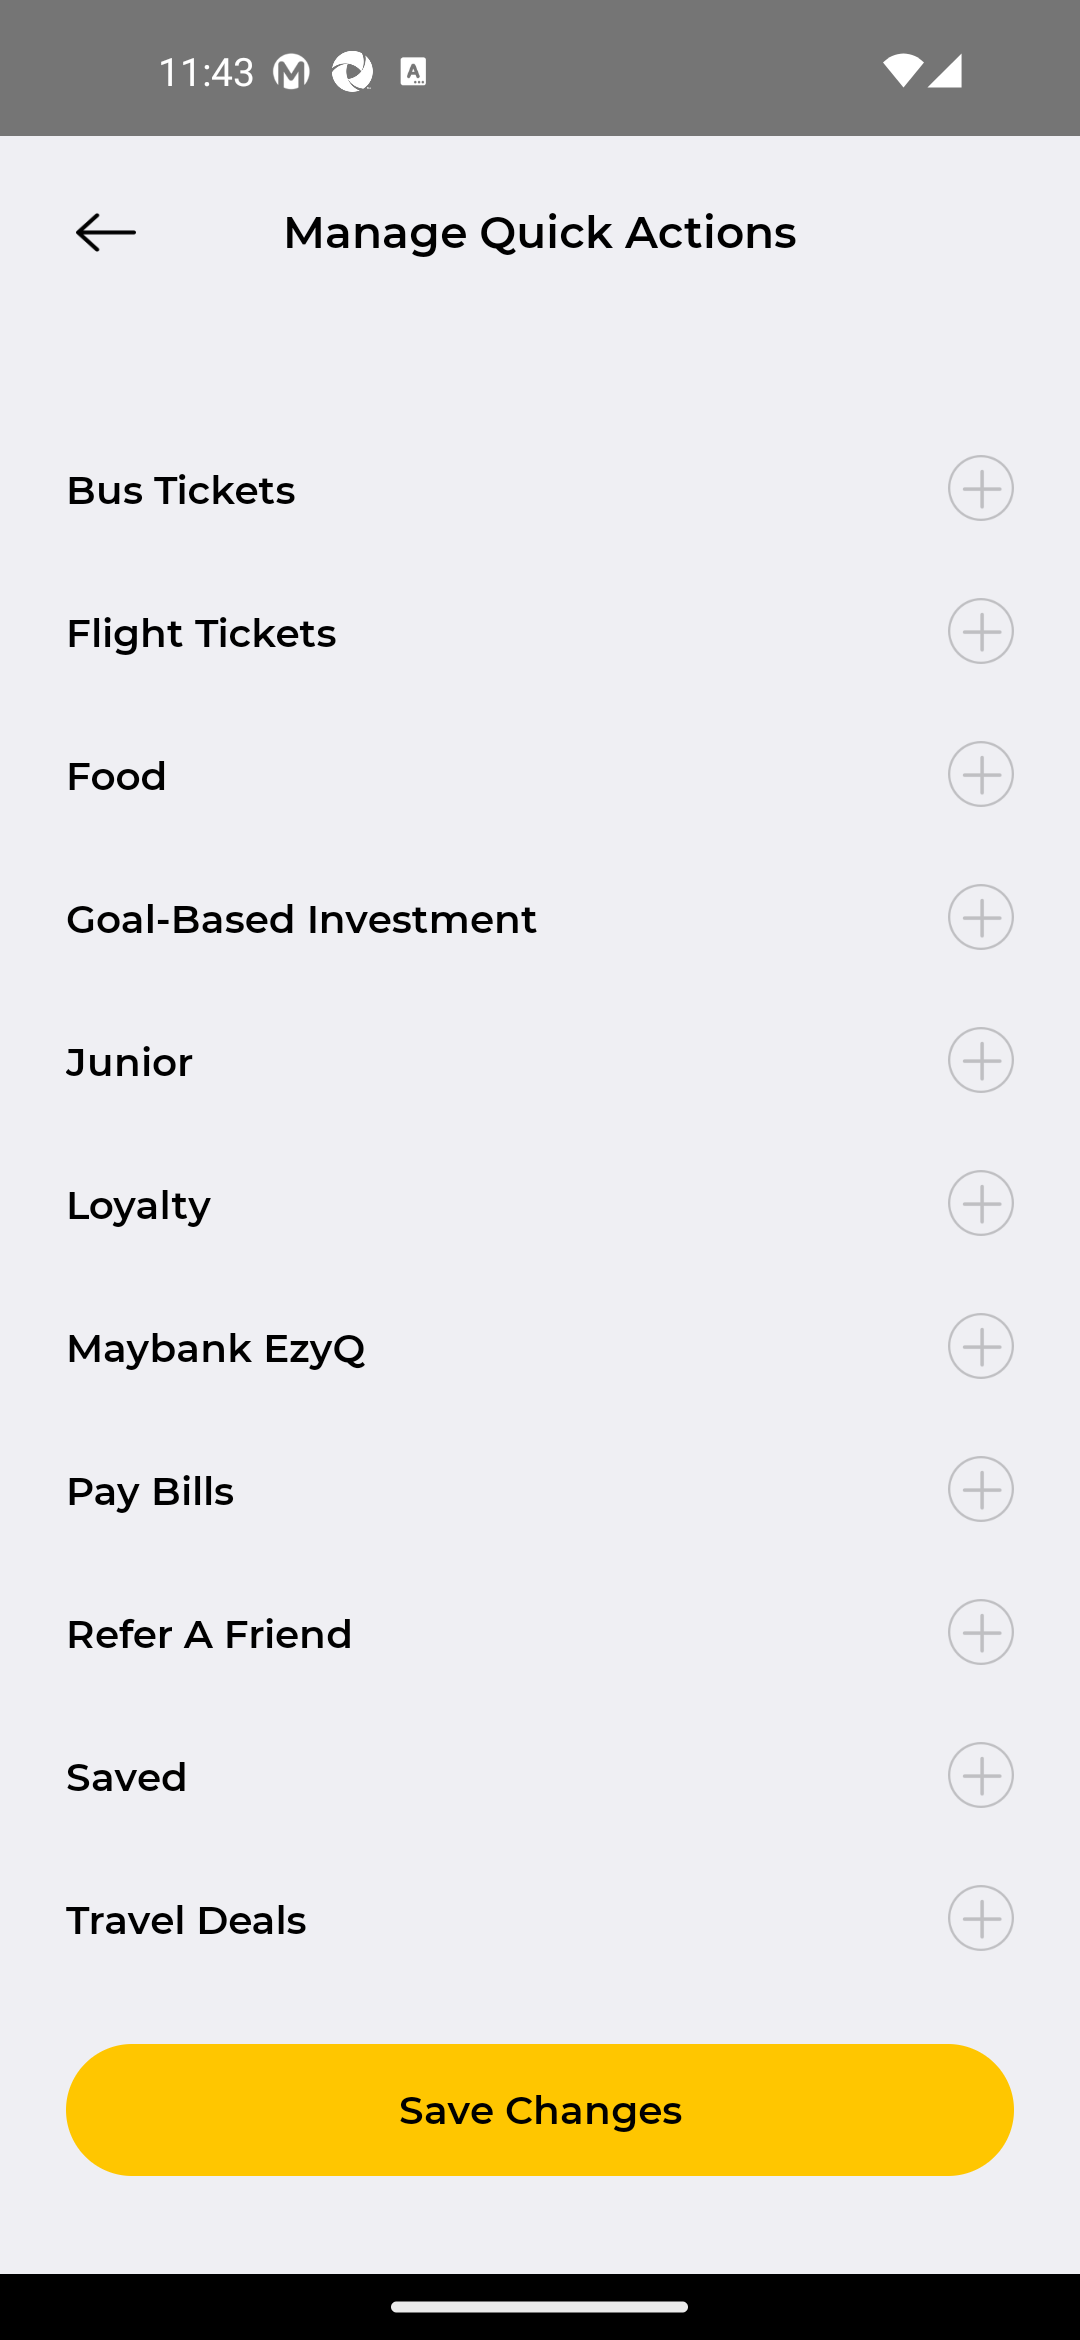 11:43
Manage Quick Actions
Bus Tickets
Flight Tickets
Food
Goal-Based Investment
Junior
Loyalty
Maybank EzyQ
Pay Bills
Refer A Friend
Saved
Travel Deals
Save Changes